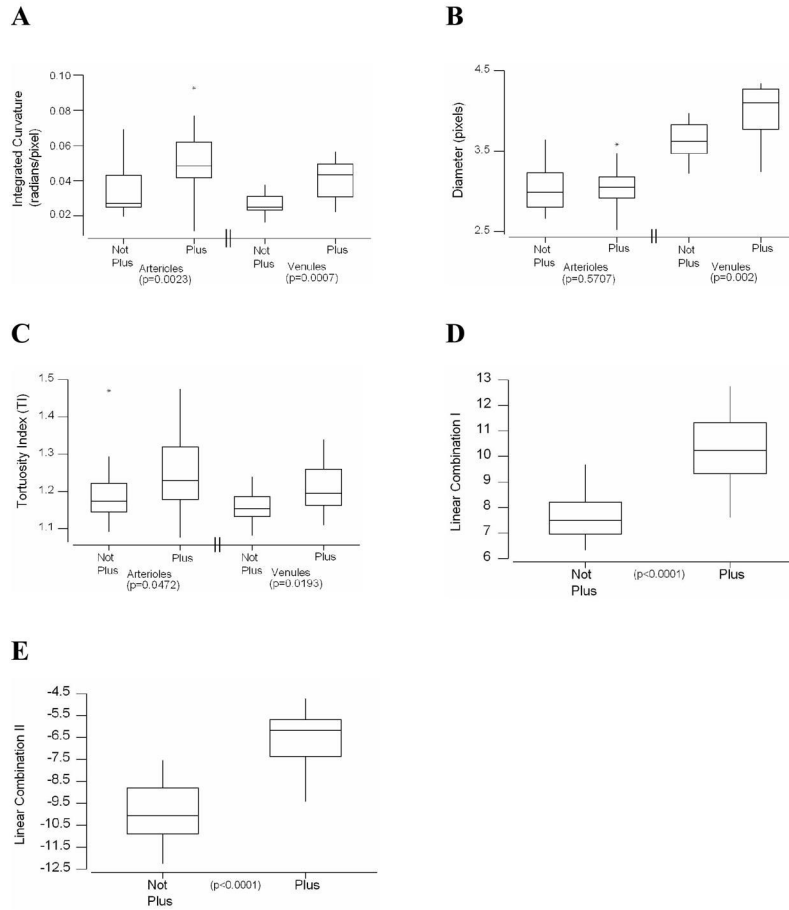 A
Integrated Curvature
(radians/pixel)
0.10
0.08
0.06
0.04
0.02
Not
Plus
Plus
Not
Plus
Plus
Arterioles
(p=0.0023)
Venules
(p=0.0007)
B
Diameter (pixels)
4.5
3.5
2.5
Not
Plus
Plus
Not
Plus
Plus
Arterioles
(p=0.5707)
Venules
(p=0.002)
C
Tortuosity Index (TI)
1.5
1.4
1.3
1.2
1.1
Not
Plus
Plus
Not
Plus
Plus
Arterioles
(p=0.0472)
Venules
(p=0.0193)
D
Linear Combination I
13
12
11
10
9
8
7
6
Not
Plus
(p<0.0001)
Plus
E
Linear Combination II
-4.5
-5.5
-6.5
-7.5
-8.5
-9.5
-10.5
-11.5
-12.5
Not
Plus
(p<0.0001)
Plus